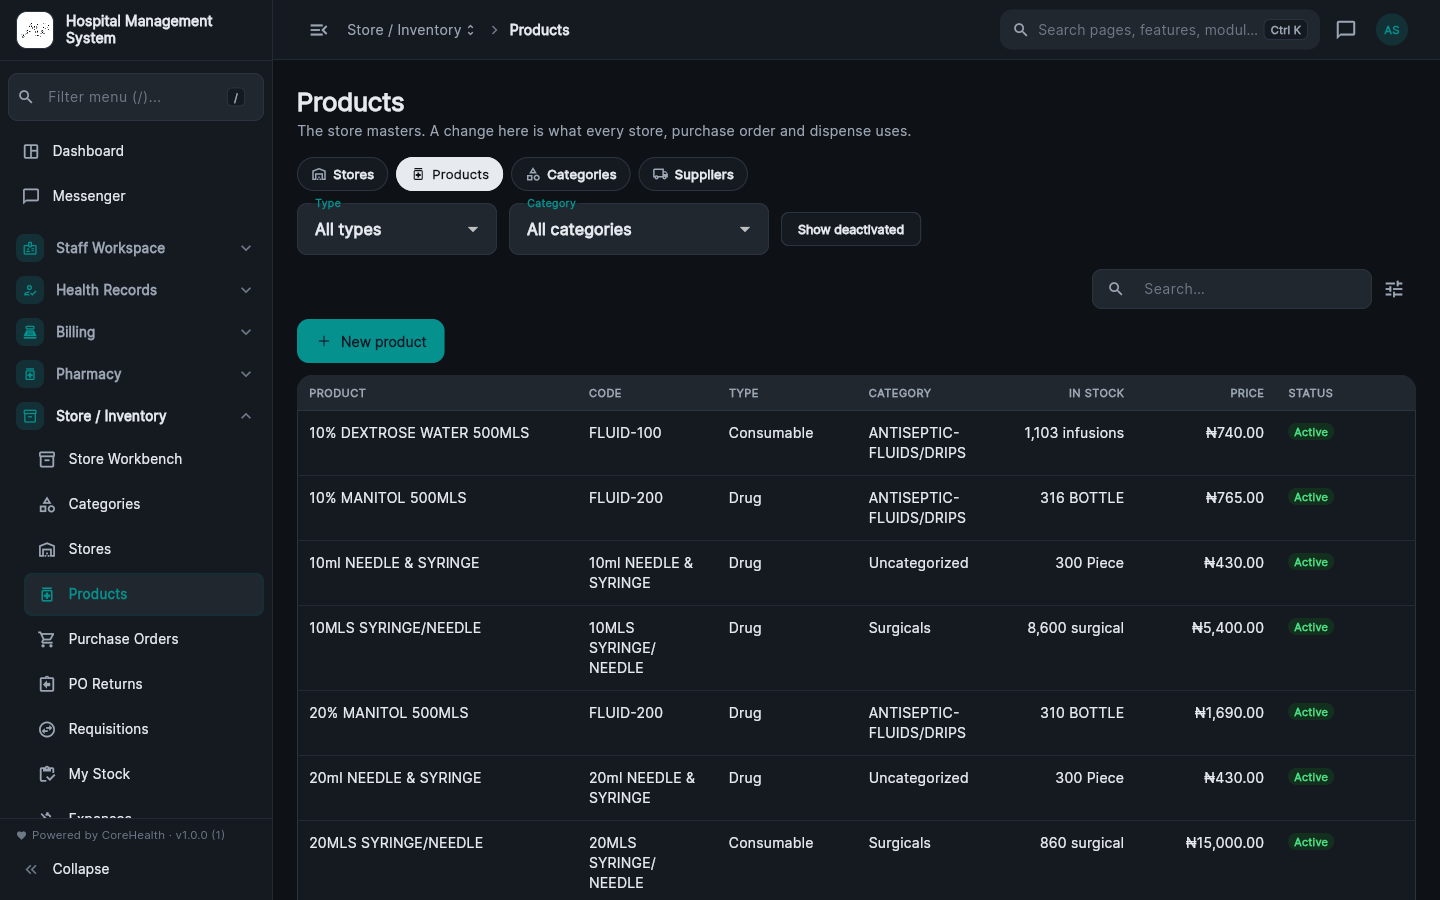 Hospital Management
System
Filter menu (/)...
/
Dashboard
Messenger
Staff Workspace
Health Records
Billing
Pharmacy
Store / Inventory
Store Workbench
Categories
Stores
Products
Purchase Orders
PO Returns
Requisitions
My Stock
Expenses
Powered by CoreHealth · v1.0.0 (1)
Collapse
Store / Inventory
Products
Search pages, features, modul...
Ctrl K
AS
Products
The store masters. A change here is what every store, purchase order and dispense uses.
Stores
Products
Categories
Suppliers
Type
All types
Category
All categories
Show deactivated
Search...
New product
PRODUCT CODE TYPE CATEGORY IN STOCK PRICE STATUS
10% DEXTROSE WATER 500MLS FLUID-100 Consumable ANTISEPTIC- 1,103 infusions ₦740.00 Active
FLUIDS/DRIPS
10% MANITOL 500MLS FLUID-200 Drug ANTISEPTIC- 316 BOTTLE ₦765.00 Active
FLUIDS/DRIPS
10ml NEEDLE & SYRINGE 10ml NEEDLE & Drug Uncategorized 300 Piece ₦430.00 Active
SYRINGE
10MLS SYRINGE/NEEDLE 10MLS Drug Surgicals 8,600 surgical ₦5,400.00 Active
SYRINGE/
NEEDLE
20% MANITOL 500MLS FLUID-200 Drug ANTISEPTIC- 310 BOTTLE ₦1,690.00 Active
FLUIDS/DRIPS
20ml NEEDLE & SYRINGE 20ml NEEDLE & Drug Uncategorized 300 Piece ₦430.00 Active
SYRINGE
20MLS SYRINGE/NEEDLE 20MLS Consumable Surgicals 860 surgical ₦15,000.00 Active
SYRINGE/
NEEDLE